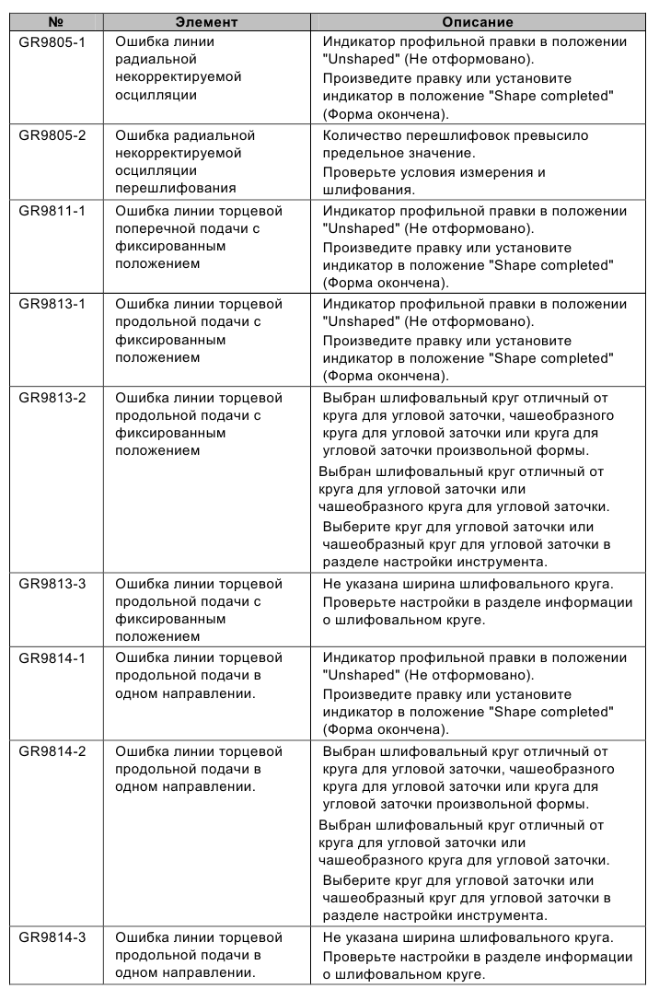 № Элемент Описание
GR9805-1 Ошибка линии Индикатор профильной правки в положении
радиальной "Unshaped" (Не отформовано).
некорректируемой Произведите правку или установите
осцилляции индикатор в положение "Shape completed"
(Форма окончена).
GR9805-2 Ошибка радиальной Количество перешлифовок превысило
некорректируемой предельное значение.
осцилляции Проверьте условия измерения и
перешлифования шлифования.
GR9811-1 Ошибка линии торцевой Индикатор профильной правки в положении
поперечной подачи с "Unshaped" (Не отформовано).
фиксированным Произведите правку или установите
положением индикатор в положение "Shape completed"
(Форма окончена).
GR9813-1 Ошибка линии торцевой Индикатор профильной правки в положении
продольной подачи с "Unshaped" (Не отформовано).
фиксированным Произведите правку или установите
положением индикатор в положение "Shape completed"
(Форма окончена).
GR9813-2 Ошибка линии торцевой Выбран шлифовальный круг отличный от
продольной подачи с круга для угловой заточки, чашеобразного
фиксированным круга для угловой заточки или круга для
положением угловой заточки произвольной формы.
Выбран шлифовальный круг отличный от
круга для угловой заточки или
чашеобразного круга для угловой заточки.
Выберите круг для угловой заточки или
чашеобразный круг для угловой заточки в
разделе настройки инструмента.
GR9813-3 Ошибка линии торцевой Не указана ширина шлифовального круга.
продольной подачи с Проверьте настройки в разделе информации
фиксированным о шлифовальном круге.
положением
GR9814-1 Ошибка линии торцевой Индикатор профильной правки в положении
продольной подачи в "Unshaped" (Не отформовано).
одном направлении. Произведите правку или установите
индикатор в положение "Shape completed"
(Форма окончена).
GR9814-2 Ошибка линии торцевой Выбран шлифовальный круг отличный от
продольной подачи в круга для угловой заточки, чашеобразного
одном направлении. круга для угловой заточки или круга для
угловой заточки произвольной формы.
Выбран шлифовальный круг отличный от
круга для угловой заточки или
чашеобразного круга для угловой заточки.
Выберите круг для угловой заточки или
чашеобразный круг для угловой заточки в
разделе настройки инструмента.
GR9814-3 Ошибка линии торцевой Не указана ширина шлифовального круга.
продольной подачи в Проверьте настройки в разделе информации
одном направлении. о шлифовальном круге.